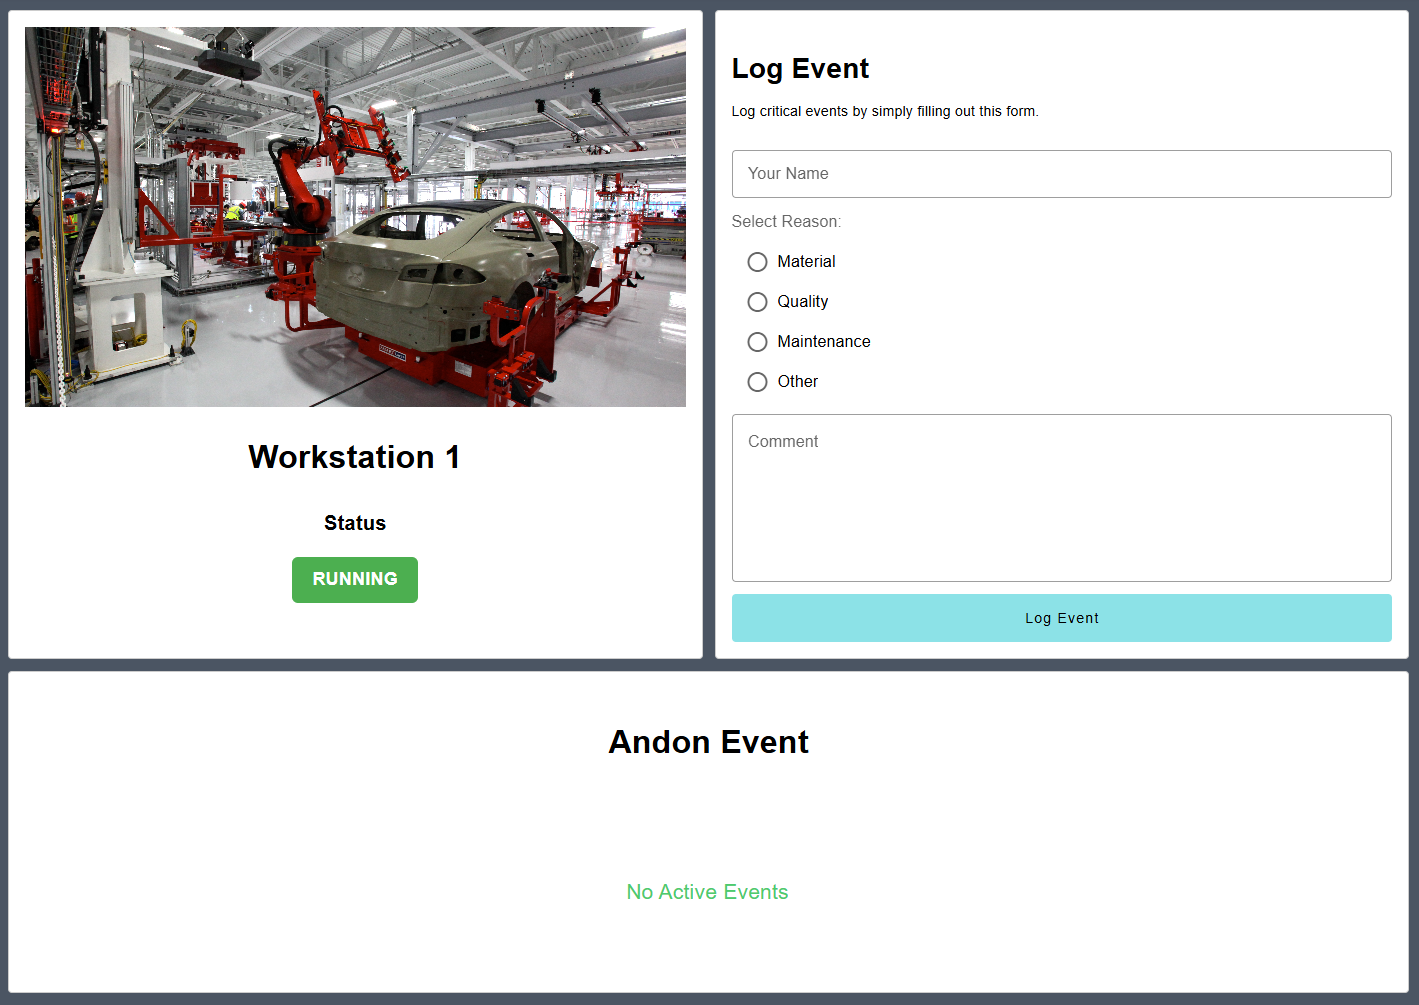 Workstation 1
Status
RUNNING
Log Event
Log critical events by simply filling out this form.
Your Name
Select Reason:
Material
Quality
Maintenance
Other
Comment
Log Event
Andon Event
No Active Events